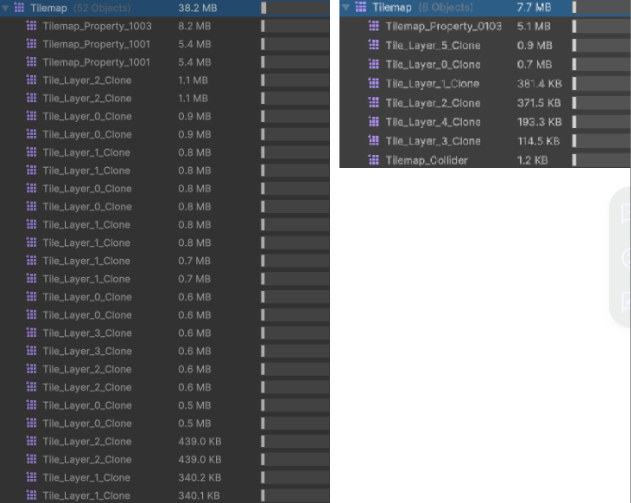 Tilemap (52 Objects) 38.2 MB
Tilemap_Property_1003 8.2 MB
Tilemap_Property_1001 5.4 MB
Tilemap_Property_1001 5.4 MB
Tile_Layer_2_Clone 1.1 MB
Tile_Layer_2_Clone 1.1 MB
Tile_Layer_0_Clone 0.9 MB
Tile_Layer_0_Clone 0.9 MB
Tile_Layer_1_Clone 0.8 MB
Tile_Layer_1_Clone 0.8 MB
Tile_Layer_0_Clone 0.8 MB
Tile_Layer_0_Clone 0.8 MB
Tile_Layer_1_Clone 0.8 MB
Tile_Layer_1_Clone 0.8 MB
Tile_Layer_1_Clone 0.7 MB
Tile_Layer_1_Clone 0.7 MB
Tile_Layer_0_Clone 0.6 MB
Tile_Layer_0_Clone 0.6 MB
Tile_Layer_3_Clone 0.6 MB
Tile_Layer_3_Clone 0.6 MB
Tile_Layer_2_Clone 0.6 MB
Tile_Layer_2_Clone 0.6 MB
Tile_Layer_0_Clone 0.5 MB
Tile_Layer_0_Clone 0.5 MB
Tile_Layer_2_Clone 439.0 KB
Tile_Layer_2_Clone 439.0 KB
Tile_Layer_1_Clone 340.2 KB
Tile_Layer_1_Clone 340.1 KB
Tilemap (8 Objects) 7.7 MB
Tilemap_Property_0103 5.1 MB
Tile_Layer_5_Clone 0.9 MB
Tile_Layer_0_Clone 0.7 MB
Tile_Layer_1_Clone 381.4 KB
Tile_Layer_2_Clone 371.5 KB
Tile_Layer_4_Clone 193.3 KB
Tile_Layer_3_Clone 114.5 KB
Tilemap_Collider 1.2 KB